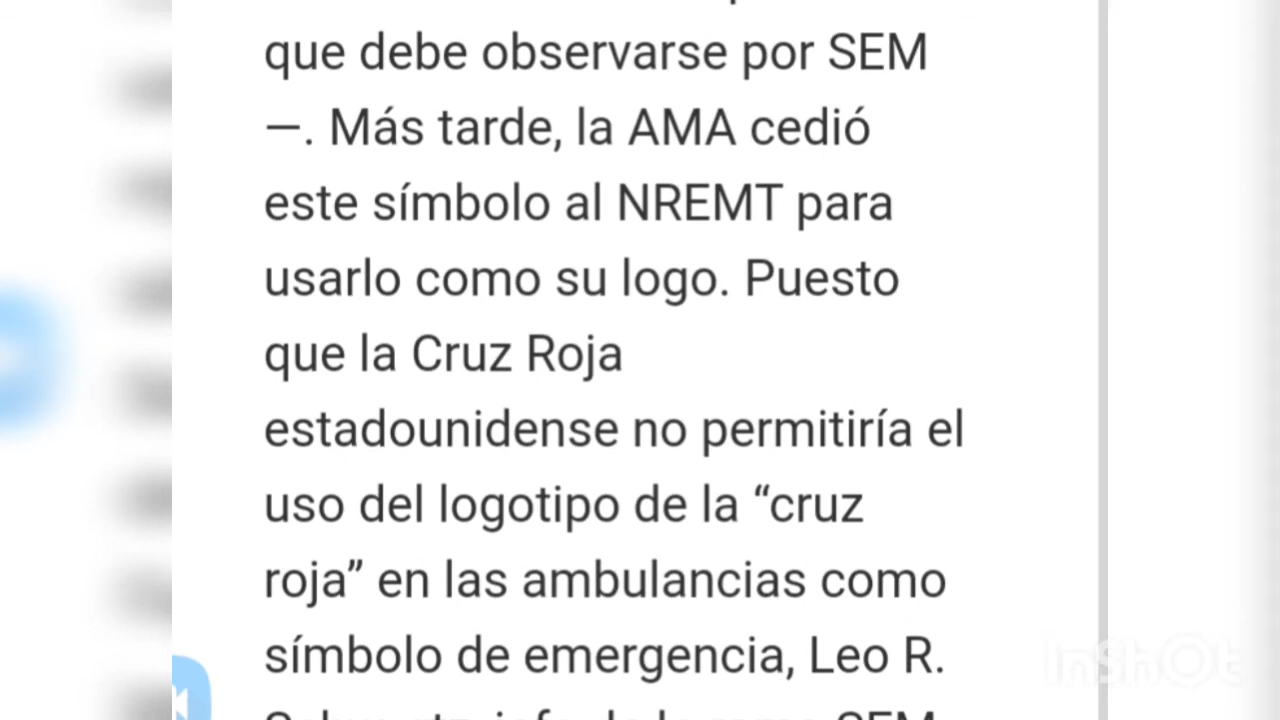 que debe observarse por SEM
—. Más tarde, la AMA cedió
este símbolo al NREMT para
usarlo como su logo. Puesto
que la Cruz Roja
estadounidense no permitiría el
uso del logotipo de la “cruz
roja” en las ambulancias como
símbolo de emergencia, Leo R.
InShOt